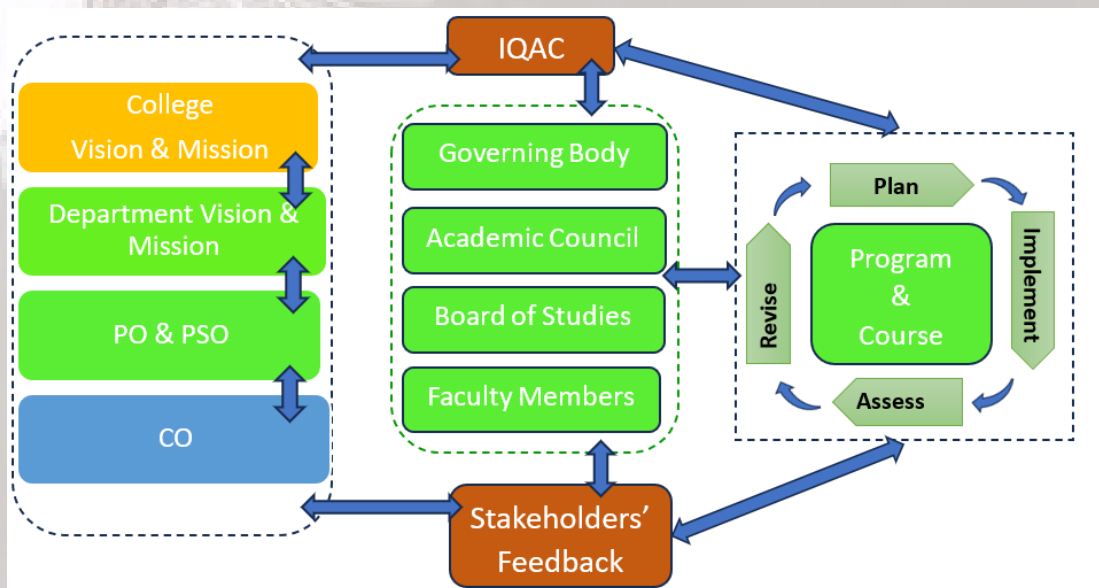 IQAC
College
Vision & Mission
Department Vision &
Mission
PO & PSO
CO
Governing Body
Academic Council
Board of Studies
Faculty Members
Plan
Implement
Assess
Revise
Program
&
Course
Stakeholders’
Feedback